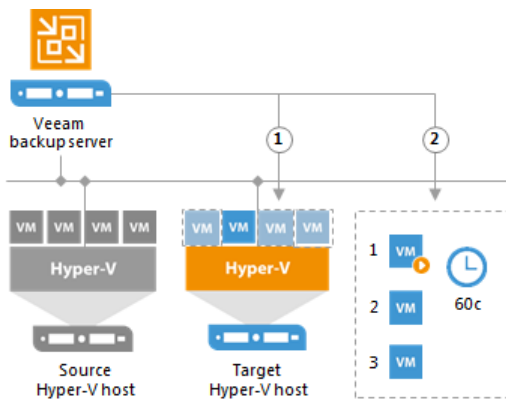 Veeam
backup server
1
2
VM VM VM VM
Hyper-V
Source
Hyper-V host
VM VM VM VM
Hyper-V
Target
Hyper-V host
1 VM
60c
2 VM
3 VM